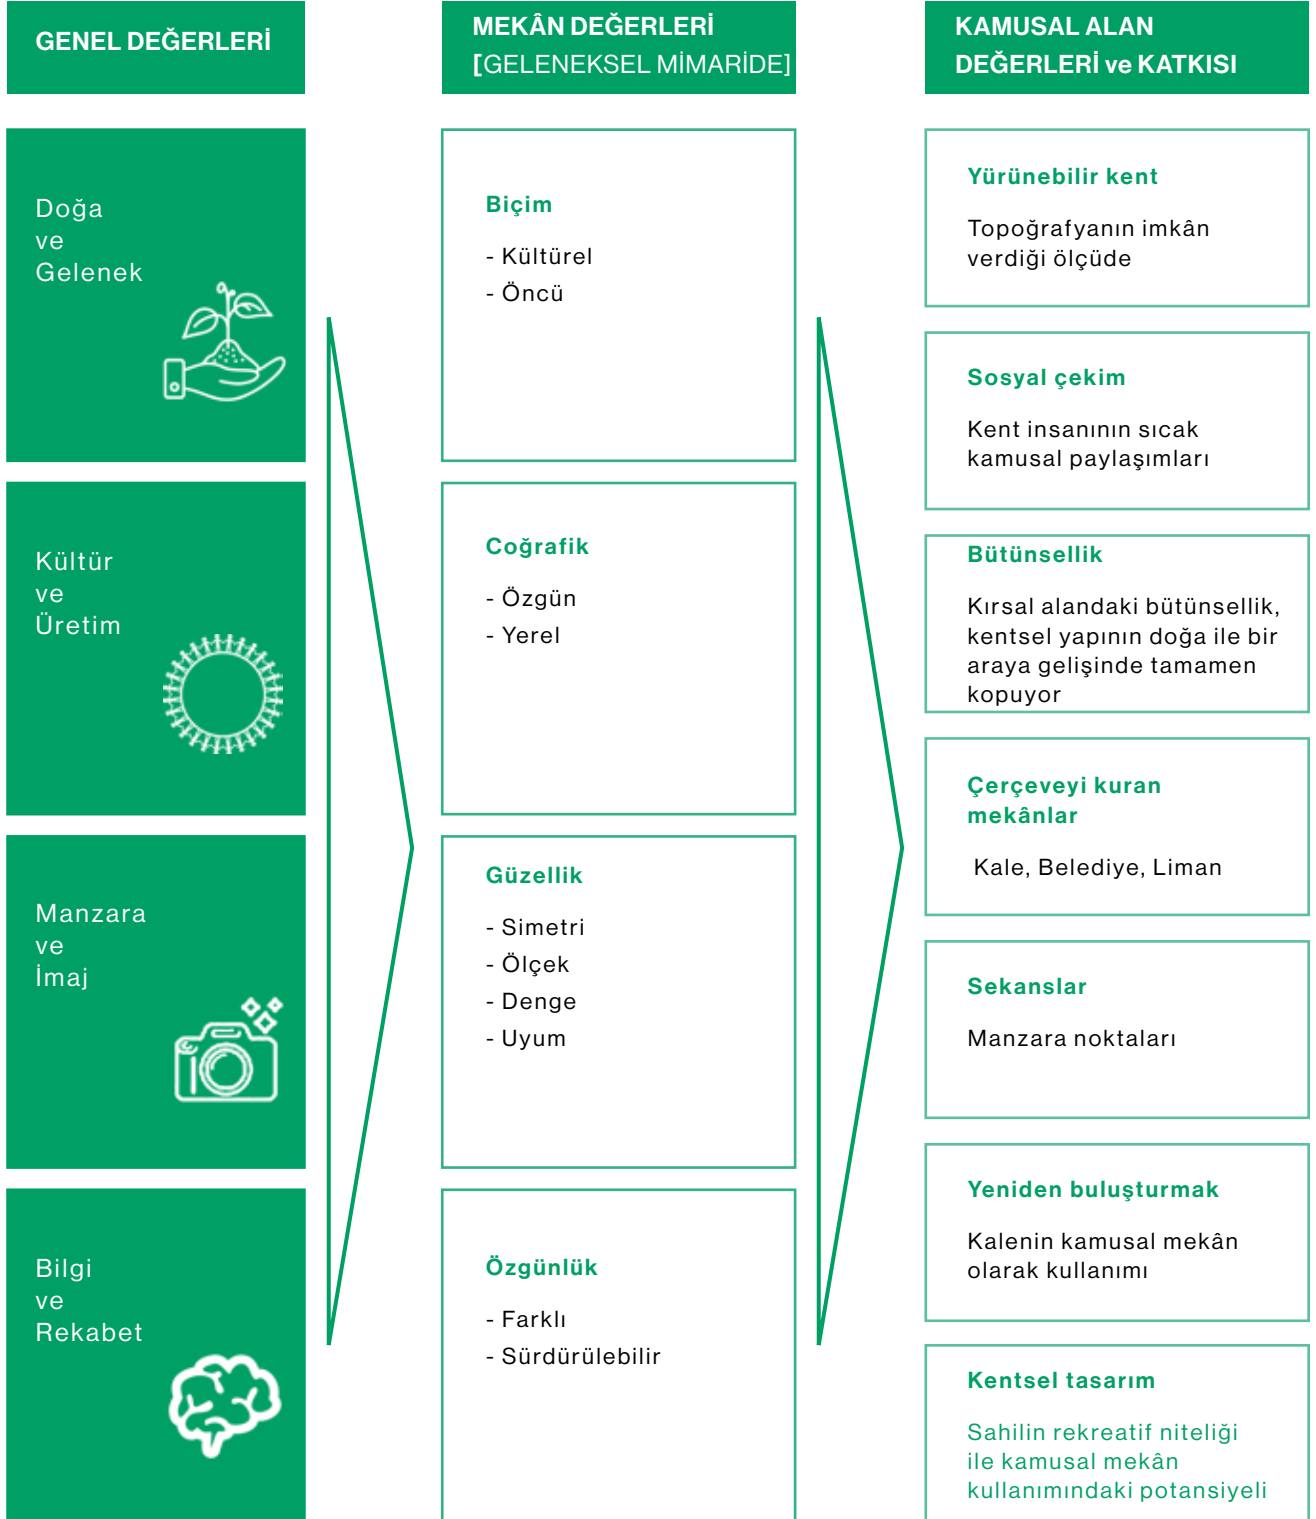 GENEL DEĞERLERİ
Doğa
ve
Gelenek
Kültür
ve
Üretim
Manzara
ve
İmaj
Bilgi
ve
Rekabet
MEKÂN DEĞERLERİ
[GELENEKSEL MİMARİDE]
Biçim
- Kültürel
- Öncü
Coğrafik
- Özgün
- Yerel
Güzellik
- Simetri
- Ölçek
- Denge
- Uyum
Özgünlük
- Farklı
- Sürdürülebilir
KAMUSAL ALAN
DEĞERLERİ ve KATKISI
Yürünebilir kent
Topoğrafyanın imkân
verdiği ölçüde
Sosyal çekim
Kent insanının sıcak
kamusal paylaşımları
Bütünsellik
Kırsal alandaki bütünsellik,
kentsel yapının doğa ile bir
araya gelişinde tamamen
kopuyor
Çerçeveyi kuran
mekânlar
Kale, Belediye, Liman
Sekanslar
Manzara noktaları
Yeniden buluşturmak
Kalenin kamusal mekân
olarak kullanımı
Kentsel tasarım
Sahilin rekreatif niteliği
ile kamusal mekân
kullanımındaki potansiyeli